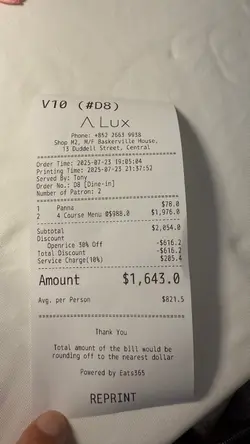 V10 (#D8)
Λ LUX
Phone: +852 2663 9938
Shop M2, M/F Baskerville House,
13 Duddell Street, Central
Order Time: 2025-07-23 19:05:04
Printing Time: 2025-07-23 21:37:52
Served By: Tony
Order No.: D8 [Dine-in]
Number of Patron: 2
1 Panna $78.0
2 4 Course Menu @$988.0 $1,976.0
Subtotal $2,054.0
Discount
Openrice 30% Off -$616.2
Total Discount -$616.2
Service Charge(10%) $205.4
Amount $1,643.0
Avg. per Person $821.5
Thank You
Total amount of the bill would be
rounding off to the nearest dollar
Powered by Eats365
REPRINT